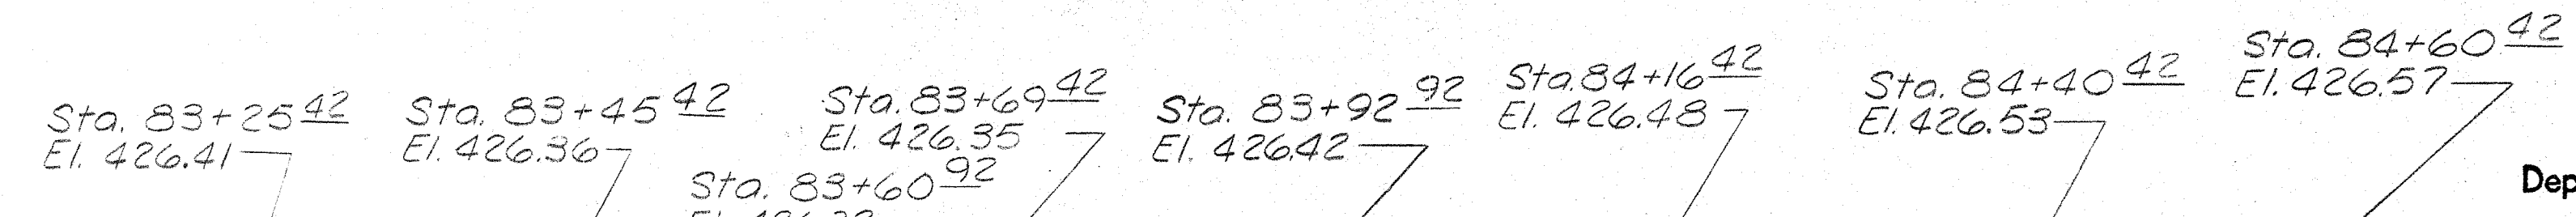 Sta. 83+25 42
El. 426.41
Sta. 83+45 42
El. 426.36
Sta. 83+69 42
El. 426.35
Sta. 83+60 92
Sta. 83+92 92
El. 426.42
Sta. 84+16 42
El. 426.48
Sta. 84+40 42
El. 426.53
Sta. 84+60 42
El. 426.57
Dep